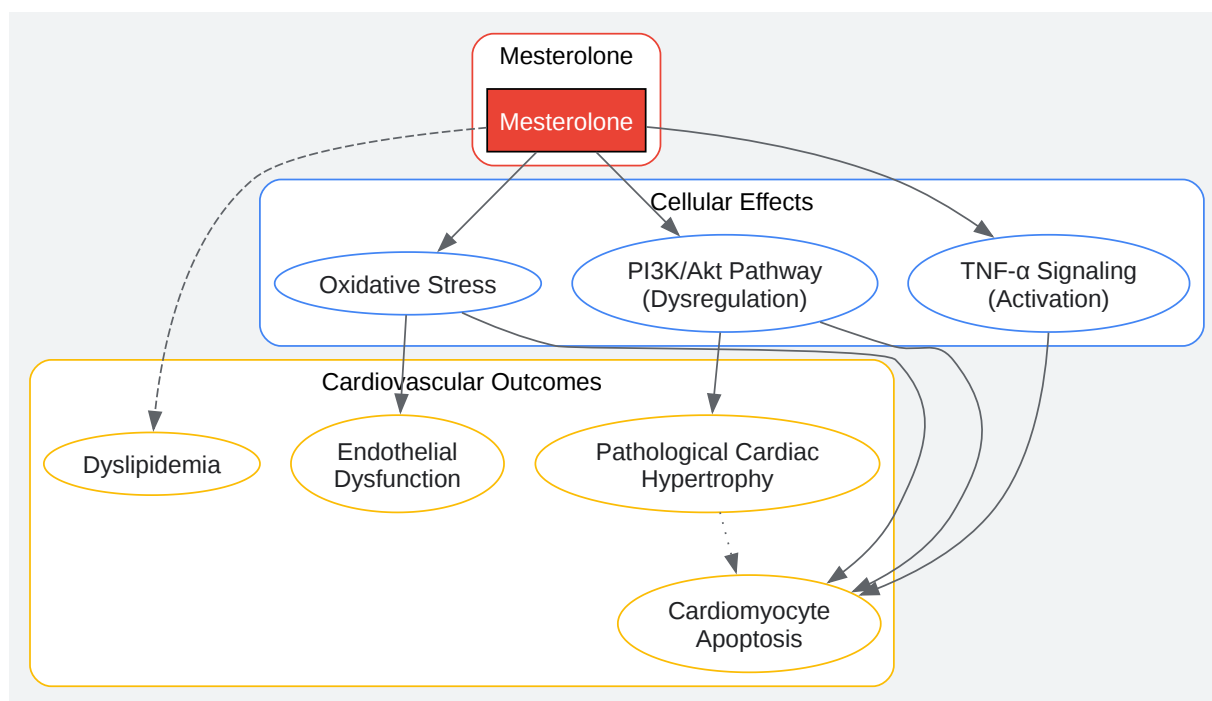 Mesterolone
Mesterolone
Cellular Effects
Oxidative Stress
PI3K/Akt Pathway
(Dysregulation)
TNF-α Signaling
(Activation)
Cardiovascular Outcomes
Dyslipidemia
Endothelial
Dysfunction
Pathological Cardiac
Hypertrophy
Cardiomyocyte
Apoptosis